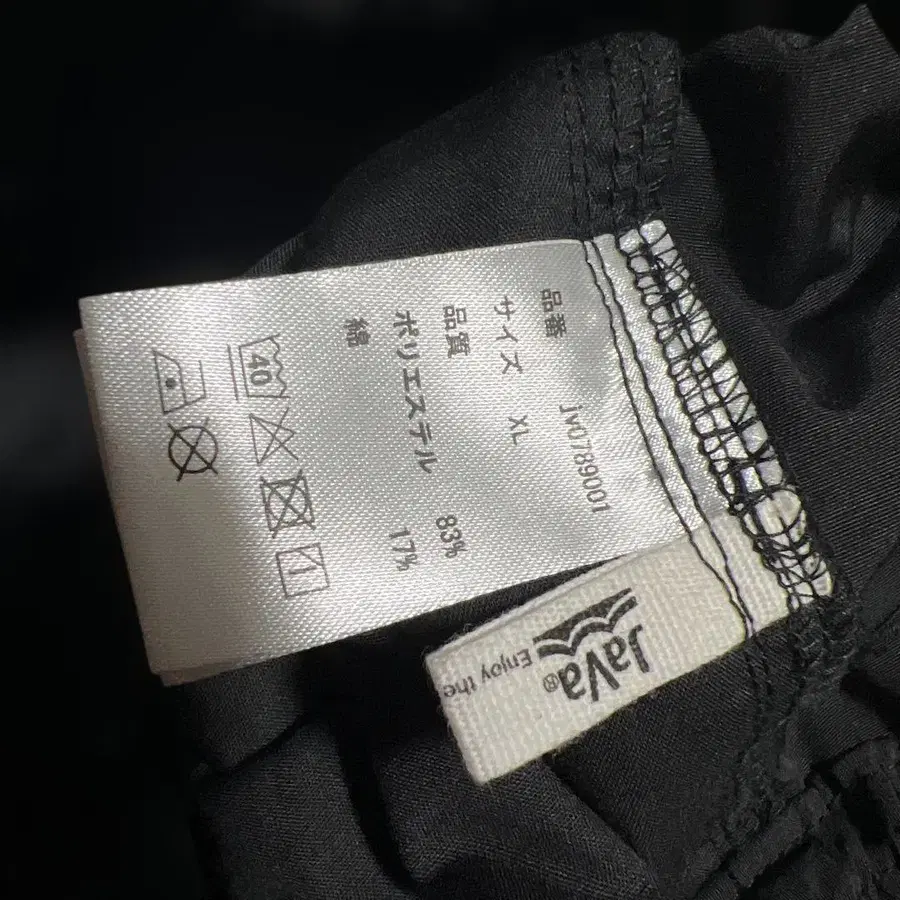 品番 Jv0789001
サイズ XL
品質
ポリエステル 83%
綿 17%
40
JaVa®
Enjoy the